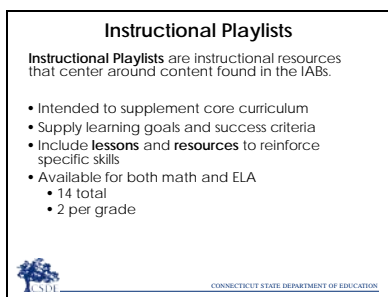 Instructional Playlists
Instructional Playlists are instructional resources
that center around content found in the IABs.
• Intended to supplement core curriculum
• Supply learning goals and success criteria
• Include lessons and resources to reinforce
specific skills
• Available for both math and ELA
• 14 total
• 2 per grade
CSDE
CONNECTICUT STATE DEPARTMENT OF EDUCATION